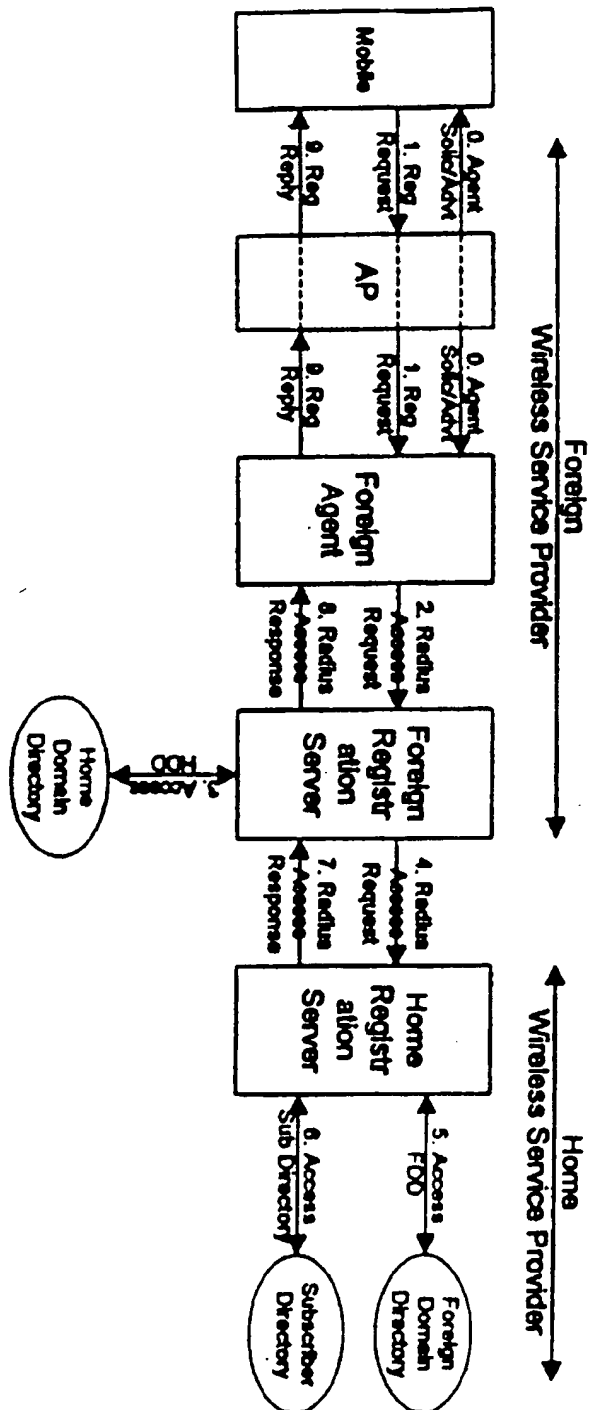 Foreign
Wireless Service Provider
Home
Wireless Service Provider
0. Agent
Solic/Advt
1. Reg
Request
9. Reg
Reply
Mobile
AP
0. Agent
Solic/Advt
1. Reg
Request
9. Reg
Reply
Foreign
Agent
2. Radius
Access
Request
8. Radius
Response
Access
Foreign
Registr
ation
Server
Access
HDD
Home
Domain
Directory
4. Radius
Access
Request
7. Radius
Access
Response
Home
Registr
ation
Server
5. Access
FDD
6. Access
Sub Directory
Foreign
Domain
Directory
Subscriber
Directory